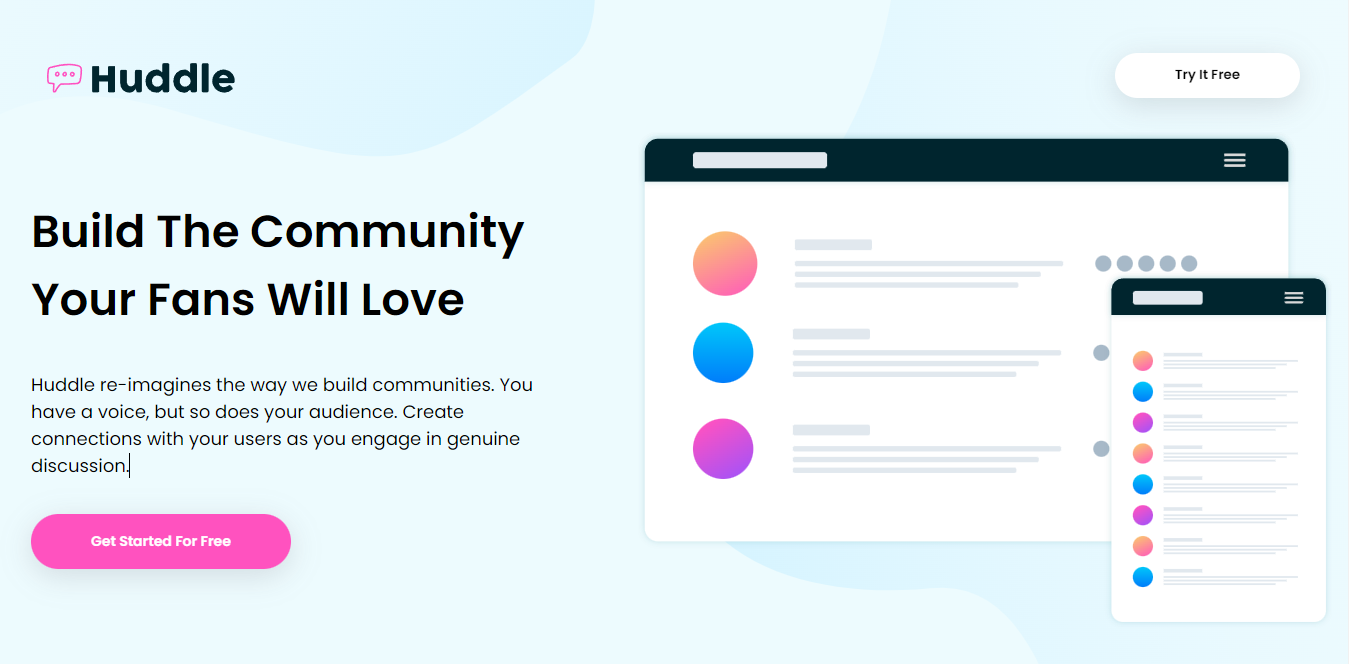 Huddle
Try It Free
Build The Community
Your Fans Will Love
Huddle re-imagines the way we build communities. You
have a voice, but so does your audience. Create
connections with your users as you engage in genuine
discussion.
Get Started For Free